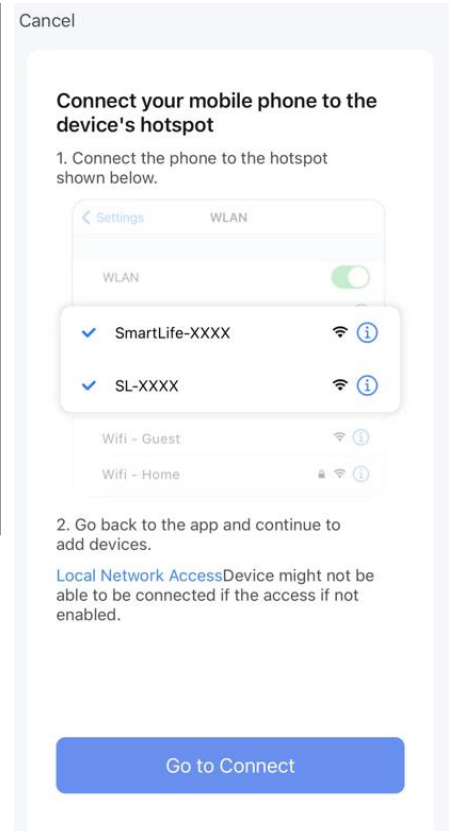 Cancel
Connect your mobile phone to the
device's hotspot
1. Connect the phone to the hotspot
shown below.
Settings WLAN
WLAN
SmartLife-XXXX
SL-XXXX
Wifi - Guest
Wifi - Home
2. Go back to the app and continue to
add devices.
Local Network AccessDevice might not be
able to be connected if the access if not
enabled.
Go to Connect